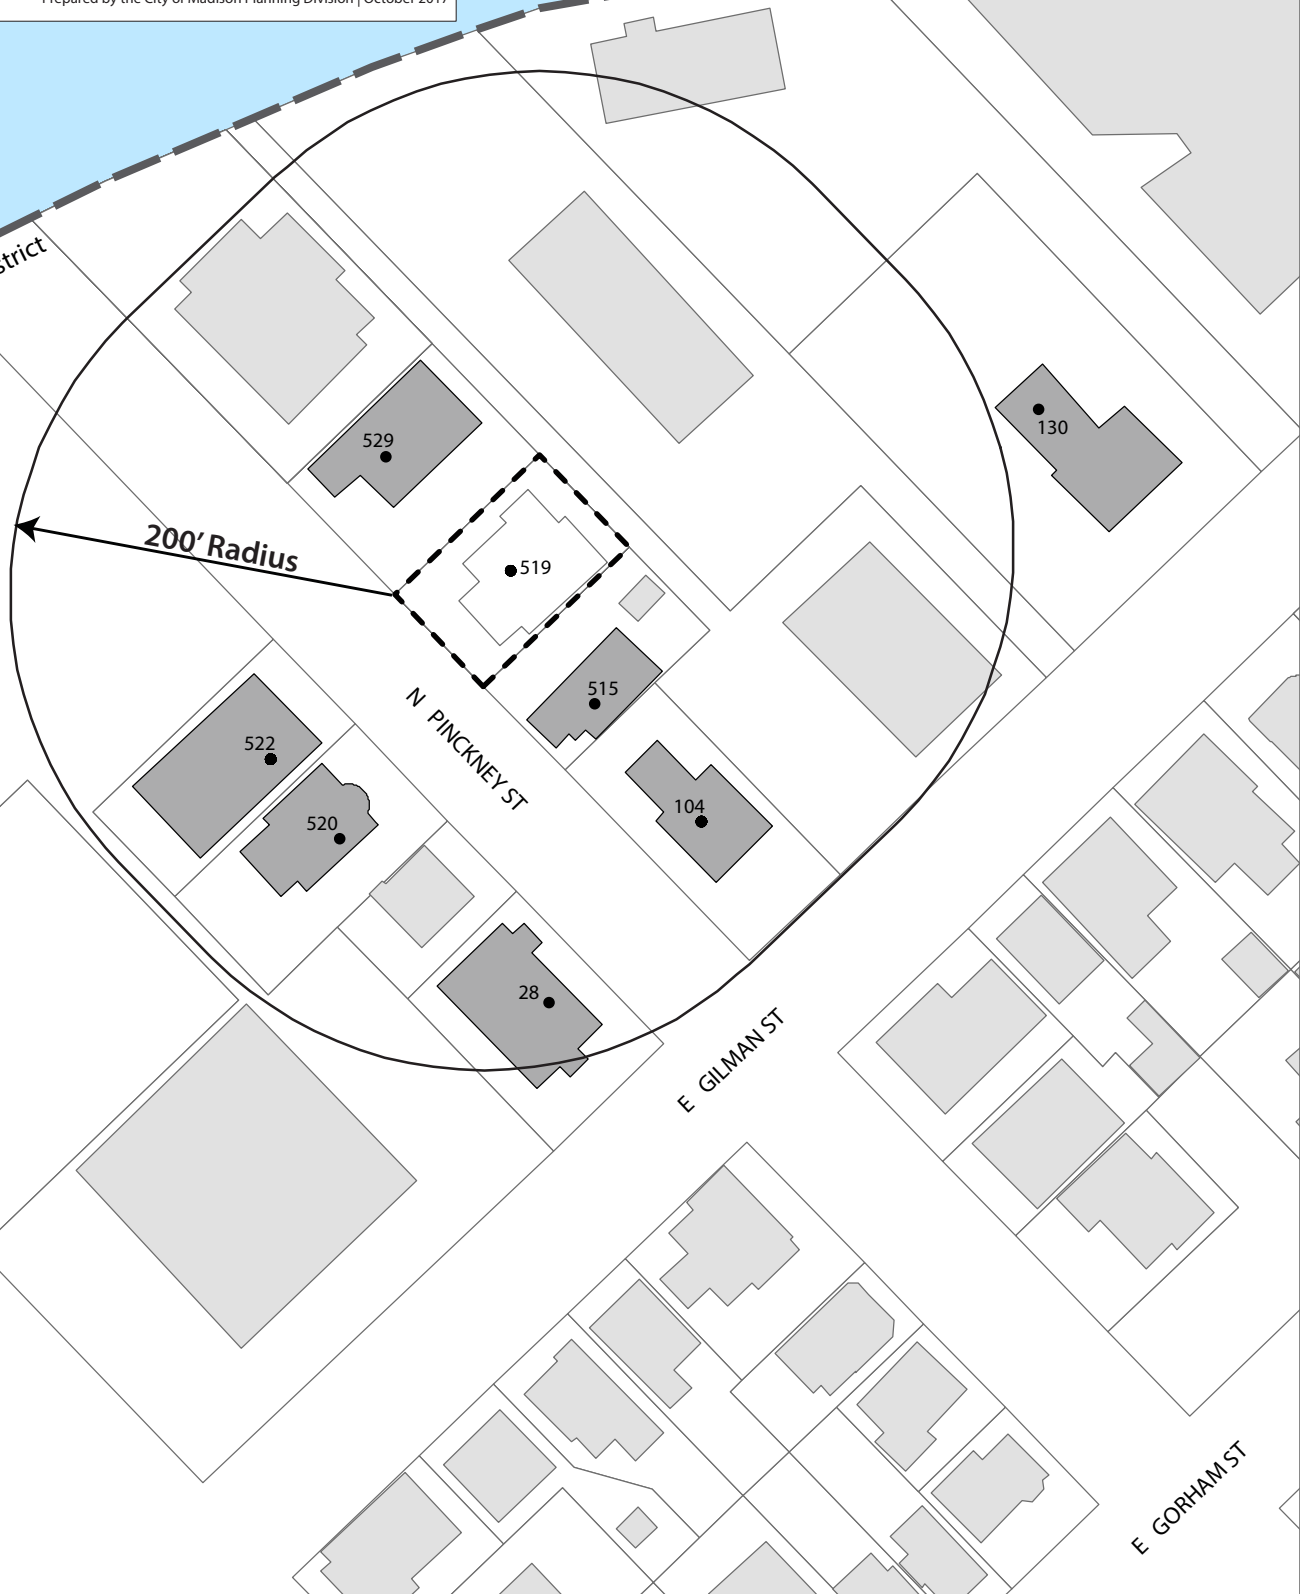 Prepared by the City of Madison Planning Division | October 2017
strict
529
130
200' Radius
519
515
N PINCKNEY ST
522
104
520
28
E GILMAN ST
E GORHAM ST